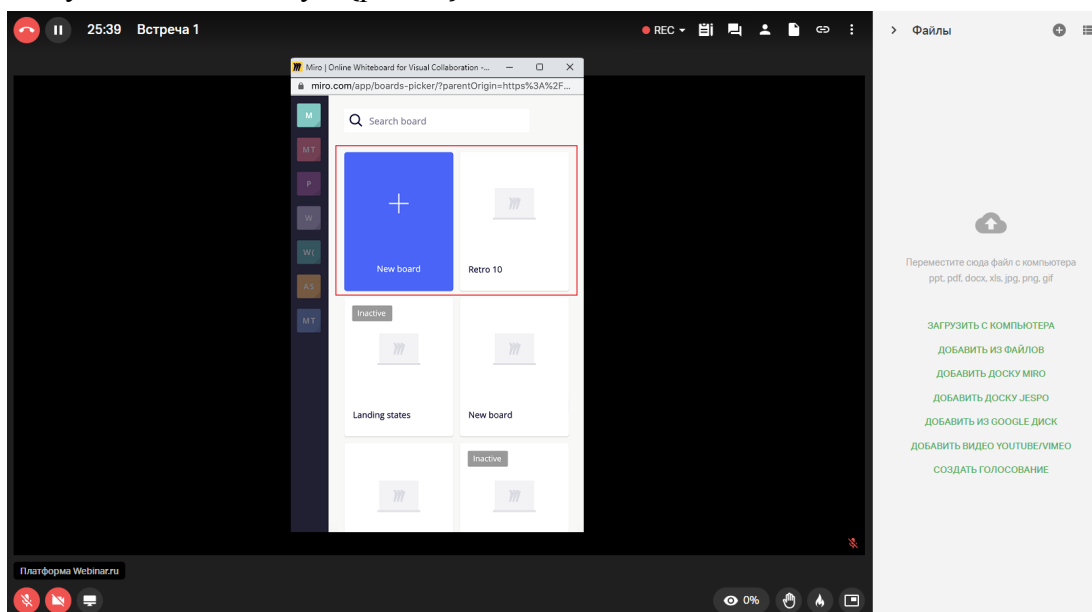 25:39 Встреча 1
REC
Файлы
Miro | Online Whiteboard for Visual Collaboration -...
miro.com/app/boards-picker/?parentOrigin=https%3A%2F...
M
Search board
MT
P
W
W(
New board
Retro 10
AS
MT
Inactive
Landing states
New board
Inactive
Переместите сюда файл с компьютера
ppt, pdf, docx, xls, jpg, png, gif
ЗАГРУЗИТЬ С КОМПЬЮТЕРА
ДОБАВИТЬ ИЗ ФАЙЛОВ
ДОБАВИТЬ ДОСКУ MIRO
ДОБАВИТЬ ДОСКУ JESPO
ДОБАВИТЬ ИЗ GOOGLE ДИСК
ДОБАВИТЬ ВИДЕО YOUTUBE/VIMEO
СОЗДАТЬ ГОЛОСОВАНИЕ
Платформа Webinar.ru
0%